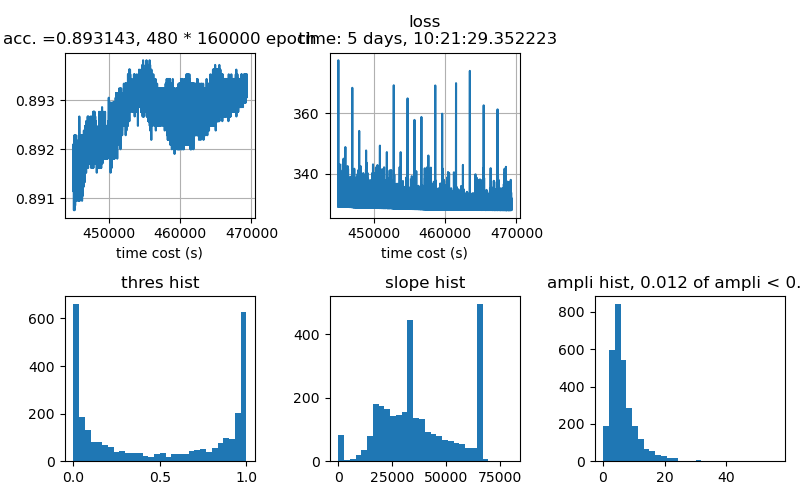 loss
acc. =0.893143, 480 * 160000 epoch
time: 5 days, 10:21:29.352223
0.893
0.892
0.891
450000 460000 470000
time cost (s)
360
340
450000 460000 470000
time cost (s)
thres hist
600
400
200
0
0.0 0.5 1.0
slope hist
400
200
0
0 25000 50000 75000
ampli hist, 0.012 of ampli < 0.
800
600
400
200
0
0 20 40